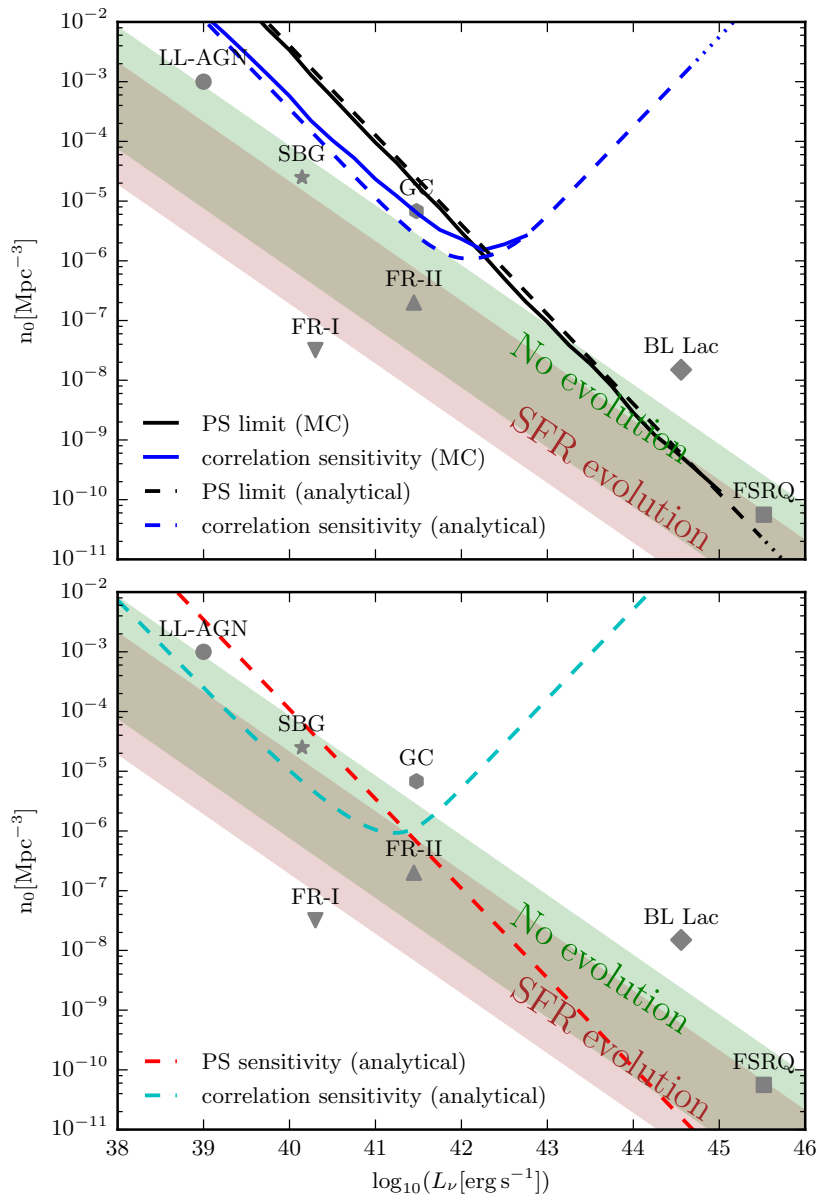 10⁻²
10⁻³
10⁻⁴
10⁻⁵
10⁻⁶
10⁻⁷
10⁻⁸
10⁻⁹
10⁻¹⁰
10⁻¹¹
n₀[Mpc⁻³]
LL-AGN
SBG
GC
FR-II
FR-I
BL Lac
FSRQ
No evolution
SFR evolution
PS limit (MC)
correlation sensitivity (MC)
PS limit (analytical)
correlation sensitivity (analytical)
10⁻²
10⁻³
10⁻⁴
10⁻⁵
10⁻⁶
10⁻⁷
10⁻⁸
10⁻⁹
10⁻¹⁰
10⁻¹¹
n₀[Mpc⁻³]
LL-AGN
SBG
GC
FR-II
FR-I
BL Lac
FSRQ
No evolution
SFR evolution
PS sensitivity (analytical)
correlation sensitivity (analytical)
38 39 40 41 42 43 44 45 46
log₁₀(L_ν[erg s⁻¹])